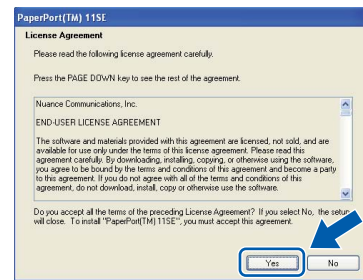 PaperPort(TM) 11SE
License Agreement
Please read the following license agreement carefully.
Press the PAGE DOWN key to see the rest of the agreement.
Nuance Communications, Inc.
END-USER LICENSE AGREEMENT
The software and materials provided with this agreement are licensed, not sold, and are
available for use only under the terms of this license agreement. Please read this
agreement carefully. By downloading, installing, copying, or otherwise using the software,
you agree to be bound by the terms and conditions of this agreement and become a party
to this agreement. If you do not agree with all of the terms and conditions of this
agreement, do not download, install, copy or otherwise use the software.
Do you accept all the terms of the preceding License Agreement? If you select No, the setup
will close. To install "PaperPort(TM) 11SE", you must accept this agreement.
Yes
No